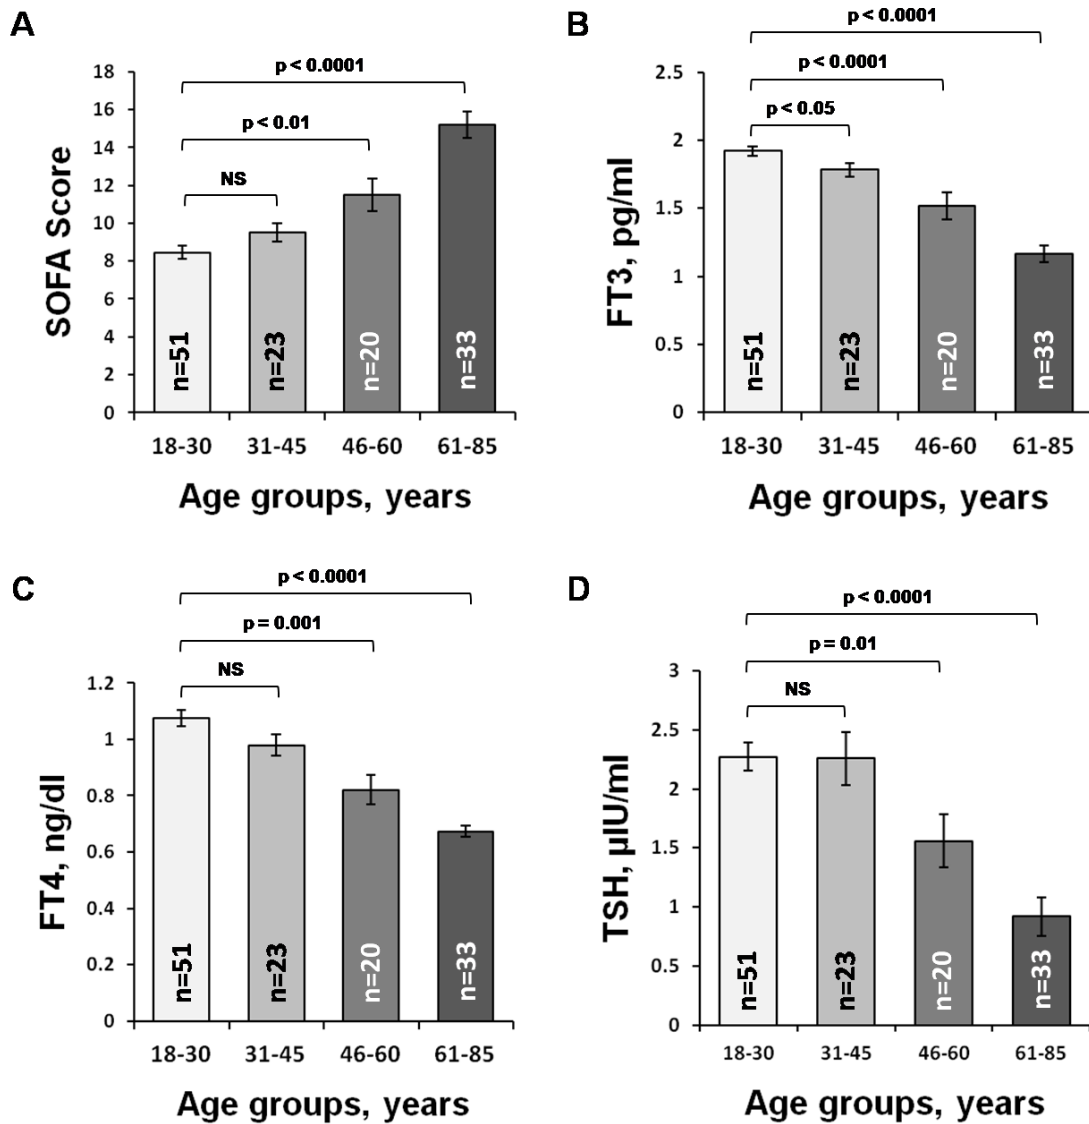 A
p < 0.0001
p < 0.01
NS
SOFA Score
18
16
14
12
10
8
6
4
2
0
n=51
n=23
n=20
n=33
18-30 31-45 46-60 61-85
Age groups, years
B
p < 0.0001
p < 0.0001
p < 0.05
FT3, pg/ml
2.5
2
1.5
1
0.5
0
n=51
n=23
n=20
n=33
18-30 31-45 46-60 61-85
Age groups, years
C
p < 0.0001
p = 0.001
NS
FT4, ng/dl
1.2
1
0.8
0.6
0.4
0.2
0
n=51
n=23
n=20
n=33
18-30 31-45 46-60 61-85
Age groups, years
D
p < 0.0001
p = 0.01
NS
TSH, µIU/ml
3
2.5
2
1.5
1
0.5
0
n=51
n=23
n=20
n=33
18-30 31-45 46-60 61-85
Age groups, years